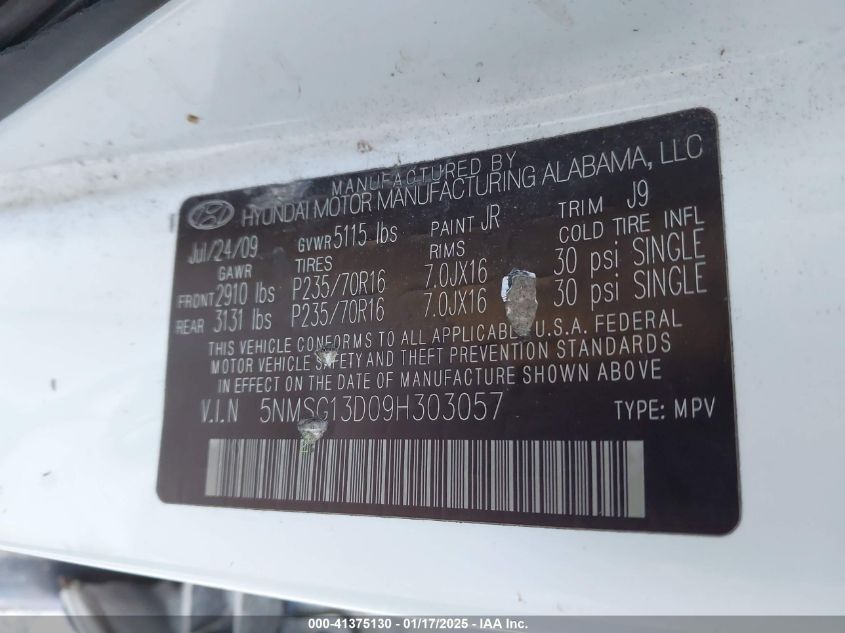 MANUFACTURED BY
HYUNDAI MOTOR MANUFACTURING ALABAMA, LLC
Jul/24/09 GVWR 5115 lbs PAINT JR TRIM J9
GAWR TIRES RIMS COLD TIRE INFL
FRONT 2910 lbs P235/70R16 7.0JX16 30 psi SINGLE
REAR 3131 lbs P235/70R16 7.0JX16 30 psi SINGLE
THIS VEHICLE CONFORMS TO ALL APPLICABLE U.S.A. FEDERAL
MOTOR VEHICLE SAFETY AND THEFT PREVENTION STANDARDS
IN EFFECT ON THE DATE OF MANUFACTURE SHOWN ABOVE
V.I.N 5NMSG13D09H303057 TYPE: MPV
000-41375130 - 01/17/2025 - IAA Inc.